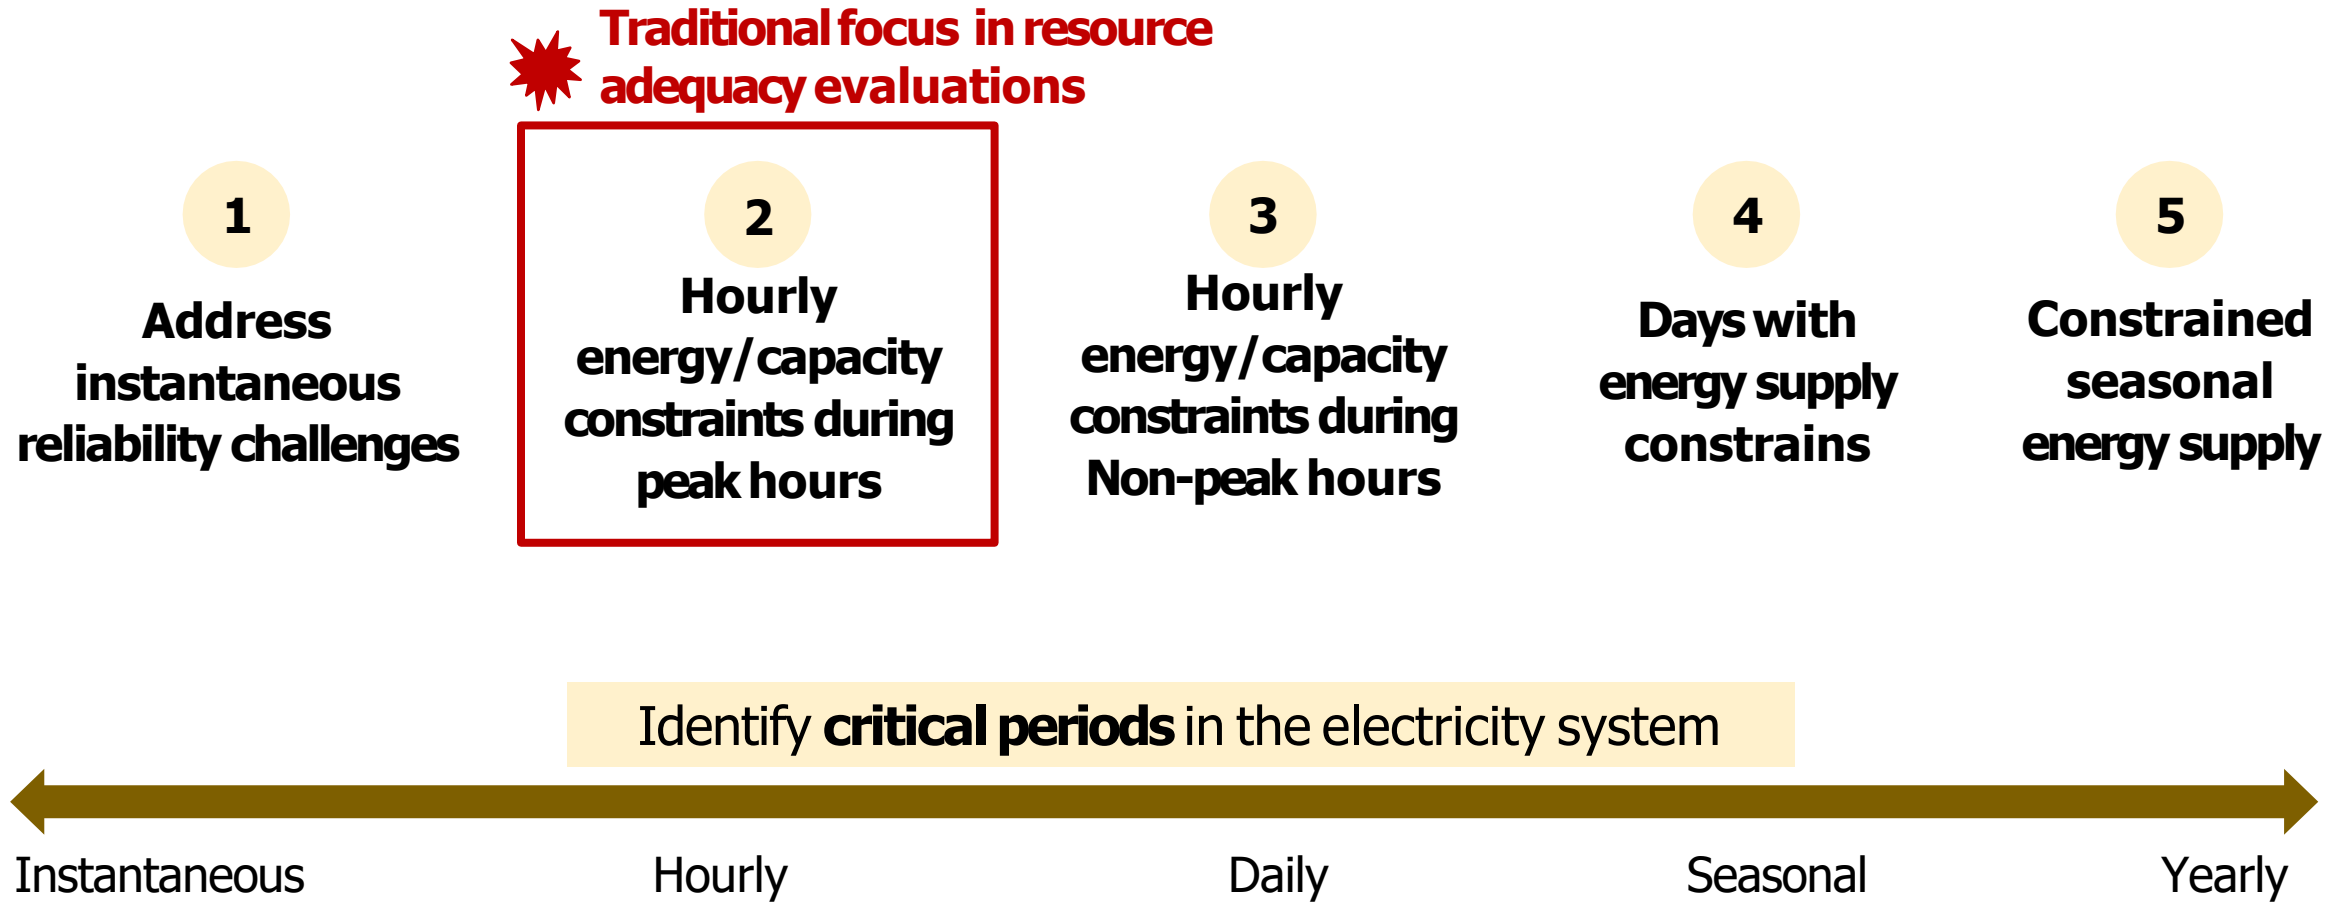 Traditional focus in resource
adequacy evaluations
1
Address
instantaneous
reliability challenges
2
Hourly
energy/capacity
constraints during
peak hours
3
Hourly
energy/capacity
constraints during
Non-peak hours
4
Days with
energy supply
constrains
5
Constrained
seasonal
energy supply
Identify critical periods in the electricity system
Instantaneous
Hourly
Daily
Seasonal
Yearly